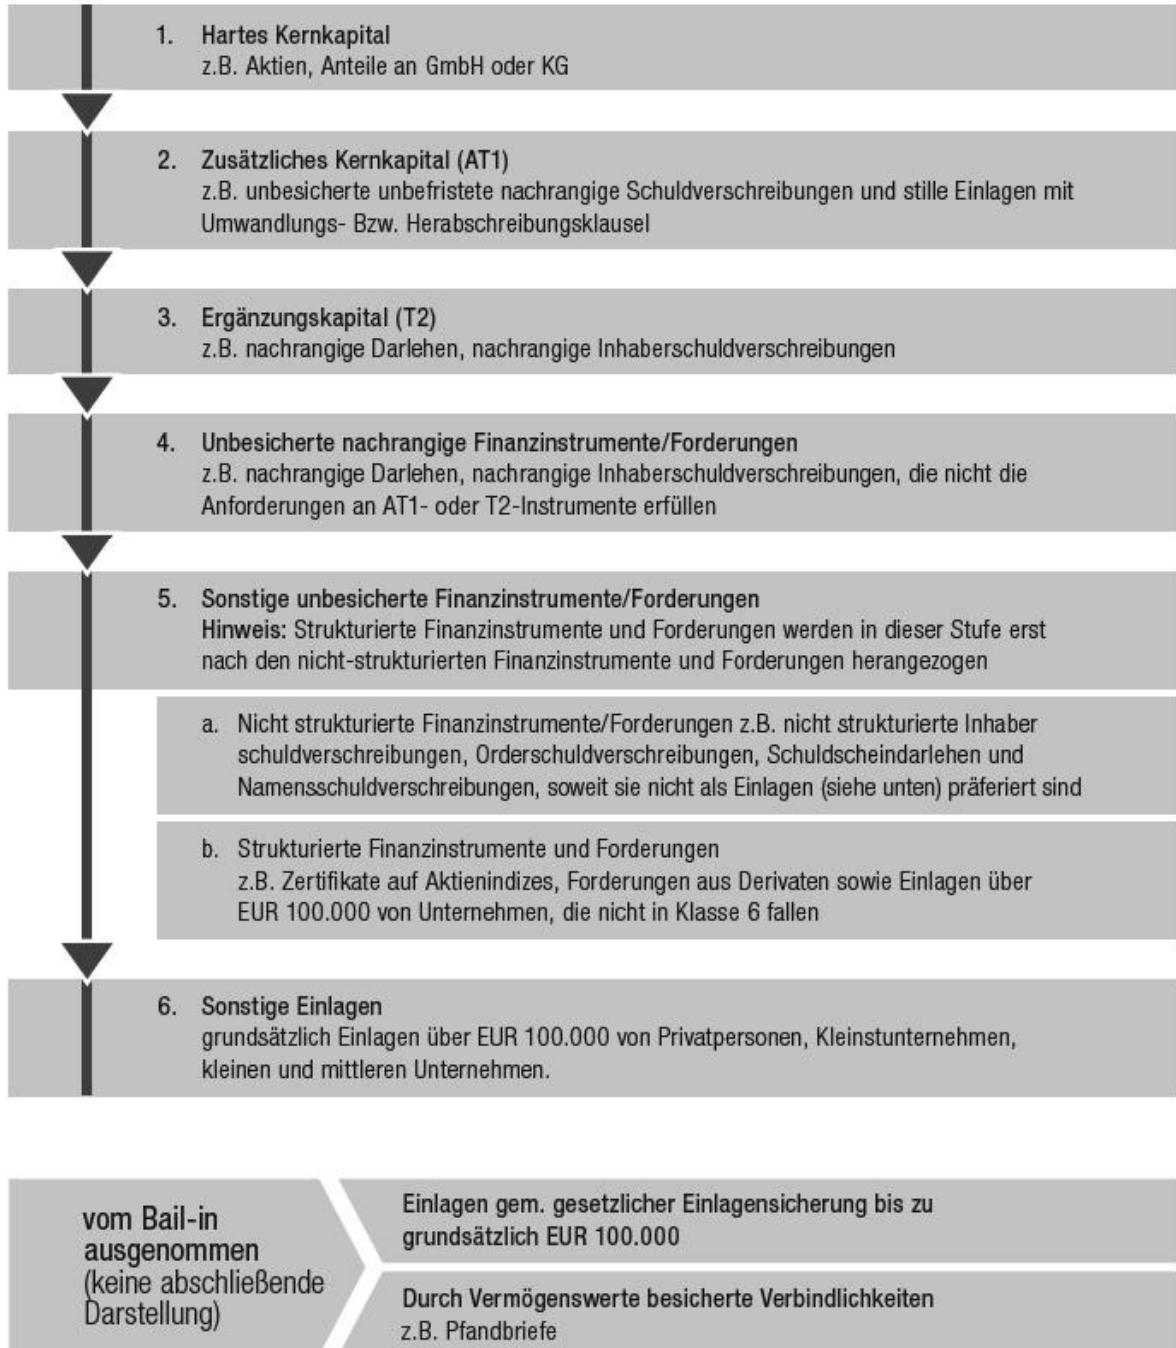 1. Hartes Kernkapital
z.B. Aktien, Anteile an GmbH oder KG
2. Zusätzliches Kernkapital (AT1)
z.B. unbesicherte unbefristete nachrangige Schuldverschreibungen und stille Einlagen mit
Umwandlungs- Bzw. Herabschreibungsklausel
3. Ergänzungskapital (T2)
z.B. nachrangige Darlehen, nachrangige Inhaberschuldverschreibungen
4. Unbesicherte nachrangige Finanzinstrumente/Forderungen
z.B. nachrangige Darlehen, nachrangige Inhaberschuldverschreibungen, die nicht die
Anforderungen an AT1- oder T2-Instrumente erfüllen
5. Sonstige unbesicherte Finanzinstrumente/Forderungen
Hinweis: Strukturierte Finanzinstrumente und Forderungen werden in dieser Stufe erst
nach den nicht-strukturierten Finanzinstrumente und Forderungen herangezogen
a. Nicht strukturierte Finanzinstrumente/Forderungen z.B. nicht strukturierte Inhaber
schuldverschreibungen, Orderschuldverschreibungen, Schuldscheindarlehen und
Namensschuldverschreibungen, soweit sie nicht als Einlagen (siehe unten) präferiert sind
b. Strukturierte Finanzinstrumente und Forderungen
z.B. Zertifikate auf Aktienindizes, Forderungen aus Derivaten sowie Einlagen über
EUR 100.000 von Unternehmen, die nicht in Klasse 6 fallen
6. Sonstige Einlagen
grundsätzlich Einlagen über EUR 100.000 von Privatpersonen, Kleinstunternehmen,
kleinen und mittleren Unternehmen.
vom Bail-in
ausgenommen
(keine abschließende
Darstellung)
Einlagen gem. gesetzlicher Einlagensicherung bis zu
grundsätzlich EUR 100.000
Durch Vermögenswerte besicherte Verbindlichkeiten
z.B. Pfandbriefe